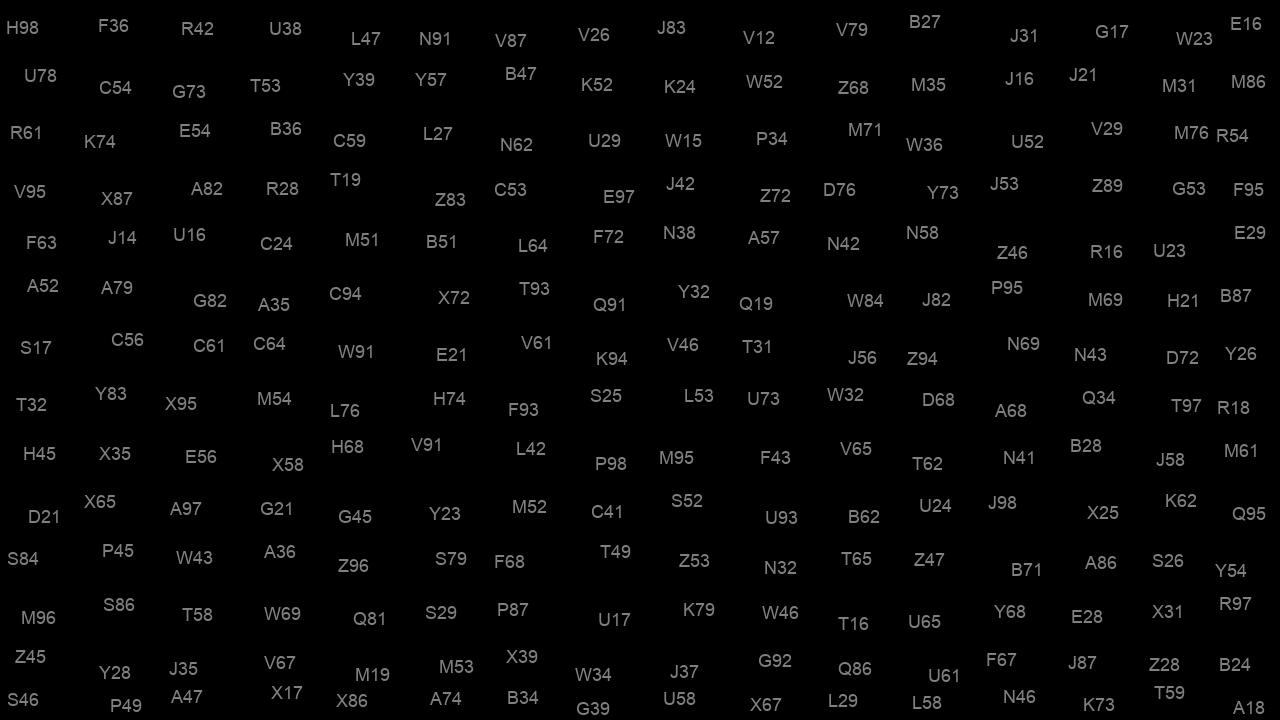 H98 F36 R42 U38 L47 N91 V87 V26 J83 V12 V79 B27 J31 G17 W23 E16
U78 C54 G73 T53 Y39 Y57 B47 K52 K24 W52 Z68 M35 J16 J21 M31 M86
R61 K74 E54 B36 C59 L27 N62 U29 W15 P34 M71 W36 U52 V29 M76 R54
V95 X87 A82 R28 T19 Z83 C53 E97 J42 Z72 D76 Y73 J53 Z89 G53 F95
F63 J14 U16 C24 M51 B51 L64 F72 N38 A57 N42 N58 Z46 R16 U23 E29
A52 A79 G82 A35 C94 X72 T93 Q91 Y32 Q19 W84 J82 P95 M69 H21 B87
S17 C56 C61 C64 W91 E21 V61 K94 V46 T31 J56 Z94 N69 N43 D72 Y26
T32 Y83 X95 M54 L76 H74 F93 S25 L53 U73 W32 D68 A68 Q34 T97 R18
H45 X35 E56 X58 H68 V91 L42 P98 M95 F43 V65 T62 N41 B28 J58 M61
D21 X65 A97 G21 G45 Y23 M52 C41 S52 U93 B62 U24 J98 X25 K62 Q95
S84 P45 W43 A36 Z96 S79 F68 T49 Z53 N32 T65 Z47 B71 A86 S26 Y54
M96 S86 T58 W69 Q81 S29 P87 U17 K79 W46 T16 U65 Y68 E28 X31 R97
Z45 Y28 J35 V67 M19 M53 X39 W34 J37 G92 Q86 U61 F67 J87 Z28 B24
S46 P49 A47 X17 X86 A74 B34 G39 U58 X67 L29 L58 N46 K73 T59 A18